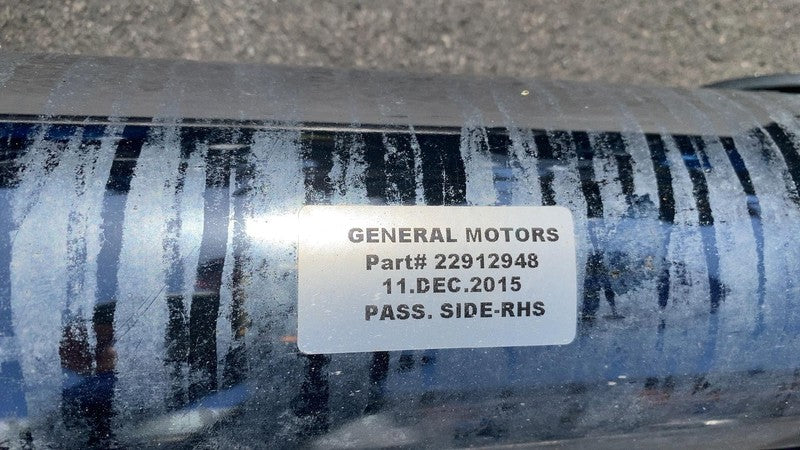 GENERAL MOTORS
Part# 22912948
11.DEC.2015
PASS. SIDE-RHS